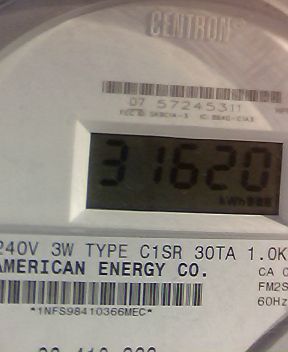 CENTRON
07 57245311
31620
kWh
240V 3W TYPE C1SR 30TA 1.0K
AMERICAN ENERGY CO.
CA
FM2S
60Hz
*1NFS98410366MEC*